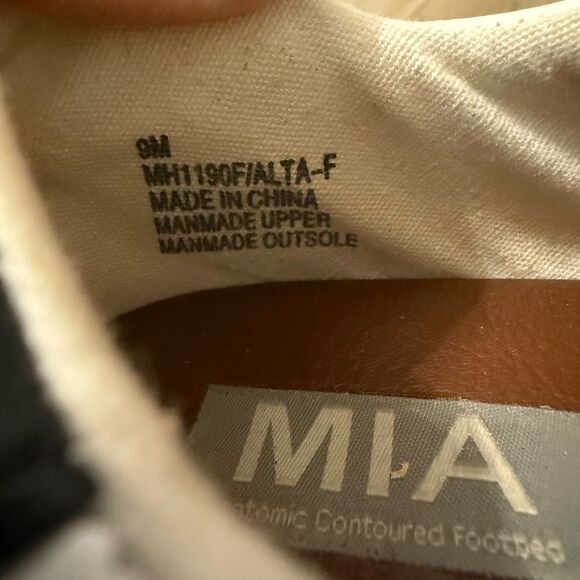 9M
MH1190F/ALTA-F
MADE IN CHINA
MANMADE UPPER
MANMADE OUTSOLE
MIA
Contoured Footbed